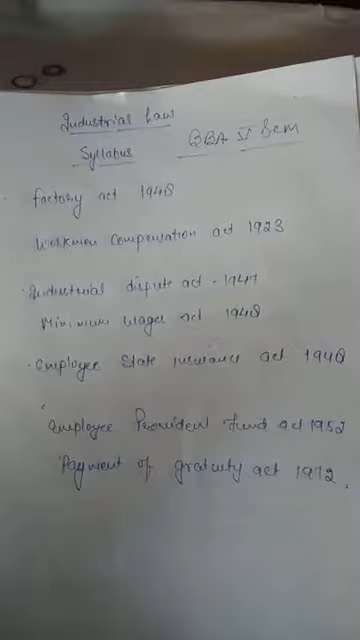 Industrial Law
Syllabus BBA V Sem
factory act 1948
Workmen Compensation act 1923
Industrial dispute act - 1947
Minimum Wages act 1948
Employee State Insurance act 1948
Employee Provident fund act 1952
Payment of gratuity act 1972.